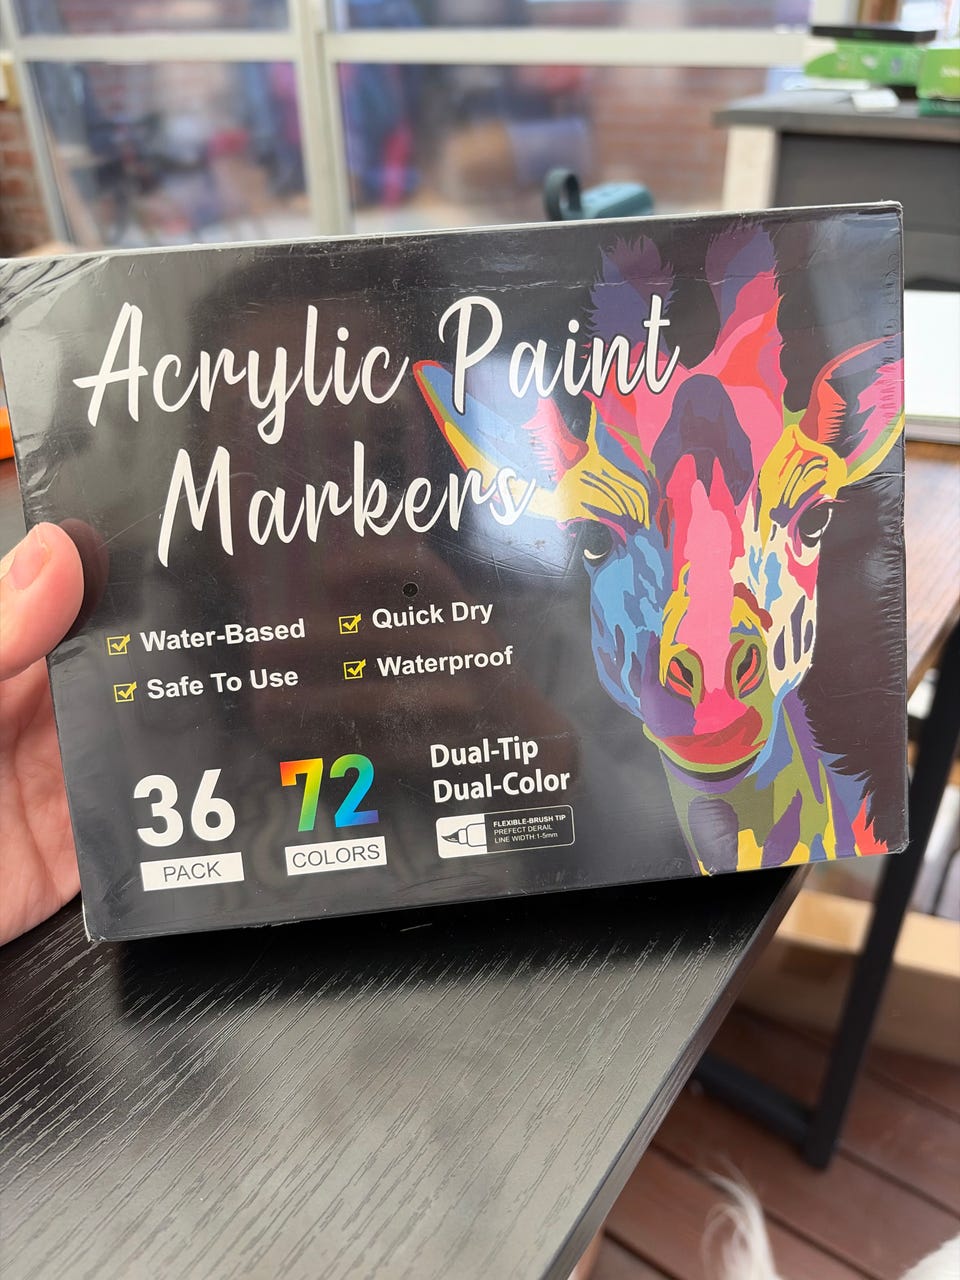 Acrylic Paint
Markers
Water-Based
Quick Dry
Safe To Use
Waterproof
36
PACK
72
COLORS
Dual-Tip
Dual-Color
FLEXIBLE-BRUSH TIP
PREFECT DERAIL
LINE WIDTH:1-5mm